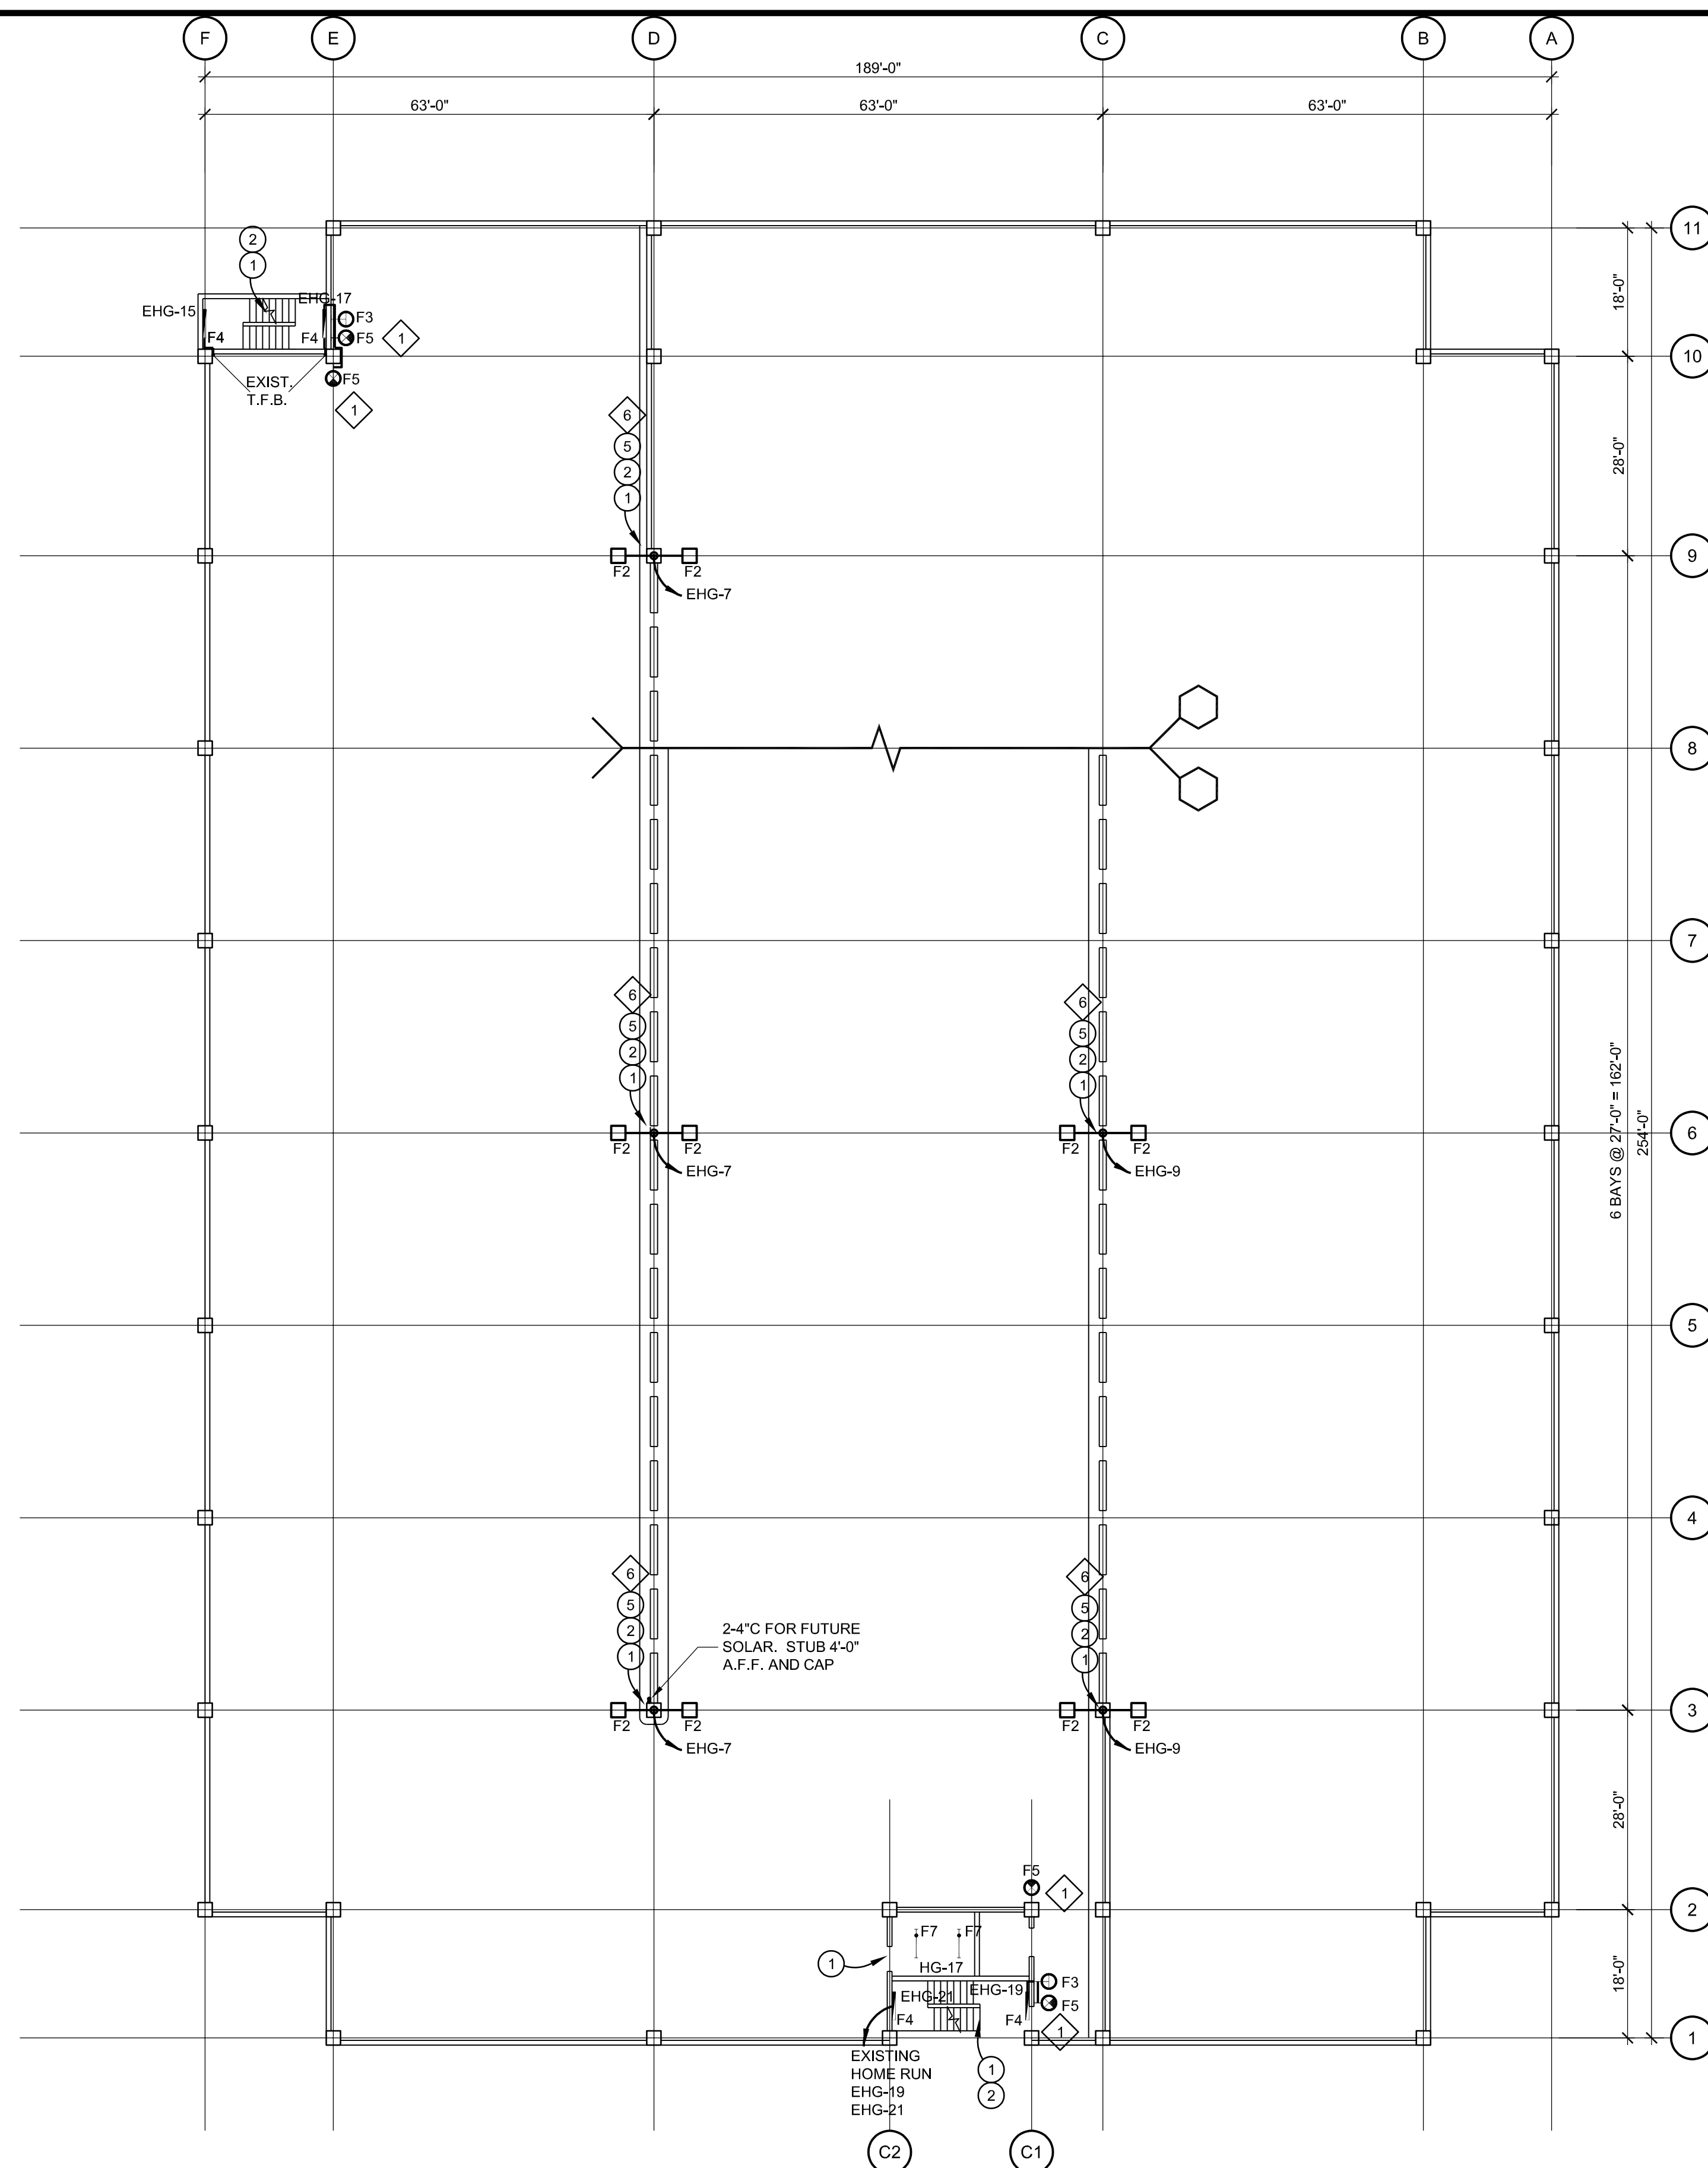 F E D C B A
189'-0"
63'-0" 63'-0" 63'-0"
11
2
1
18'-0"
EHG-15
EHG-17
F3
F4
F4
F5
1
10
EXIST.
T.F.B.
F5
1
28'-0"
6
5
2
1
9
F2 F2
EHG-7
8
7
6
5
2
1
6
5
2
1
6 BAYS @ 27'-0" = 162'-0"
254'-0"
6
F2 F2
EHG-7
F2 F2
EHG-9
5
4
6
5
2
1
6
5
2
1
2-4"C FOR FUTURE
SOLAR. STUB 4'-0"
A.F.F. AND CAP
3
F2 F2
EHG-7
F2 F2
EHG-9
28'-0"
F5
1
2
F7 F7
1
HG-17
18'-0"
EHG-21
EHG-19
F3
F4
F4
F5
1
1
EXISTING
HOME RUN
EHG-19
EHG-21
1
2
C2 C1